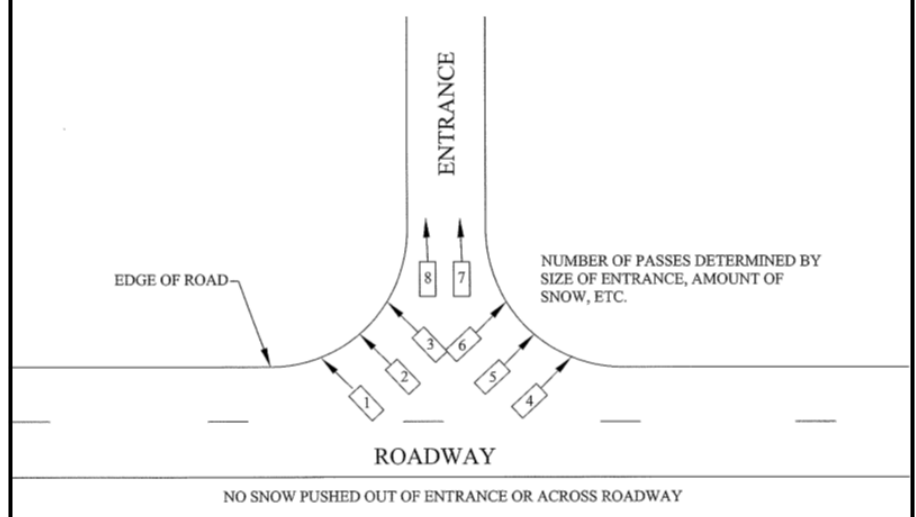 ENTRANCE
EDGE OF ROAD
NUMBER OF PASSES DETERMINED BY
SIZE OF ENTRANCE, AMOUNT OF
SNOW, ETC.
8
7
3
6
2
5
1
4
ROADWAY
NO SNOW PUSHED OUT OF ENTRANCE OR ACROSS ROADWAY